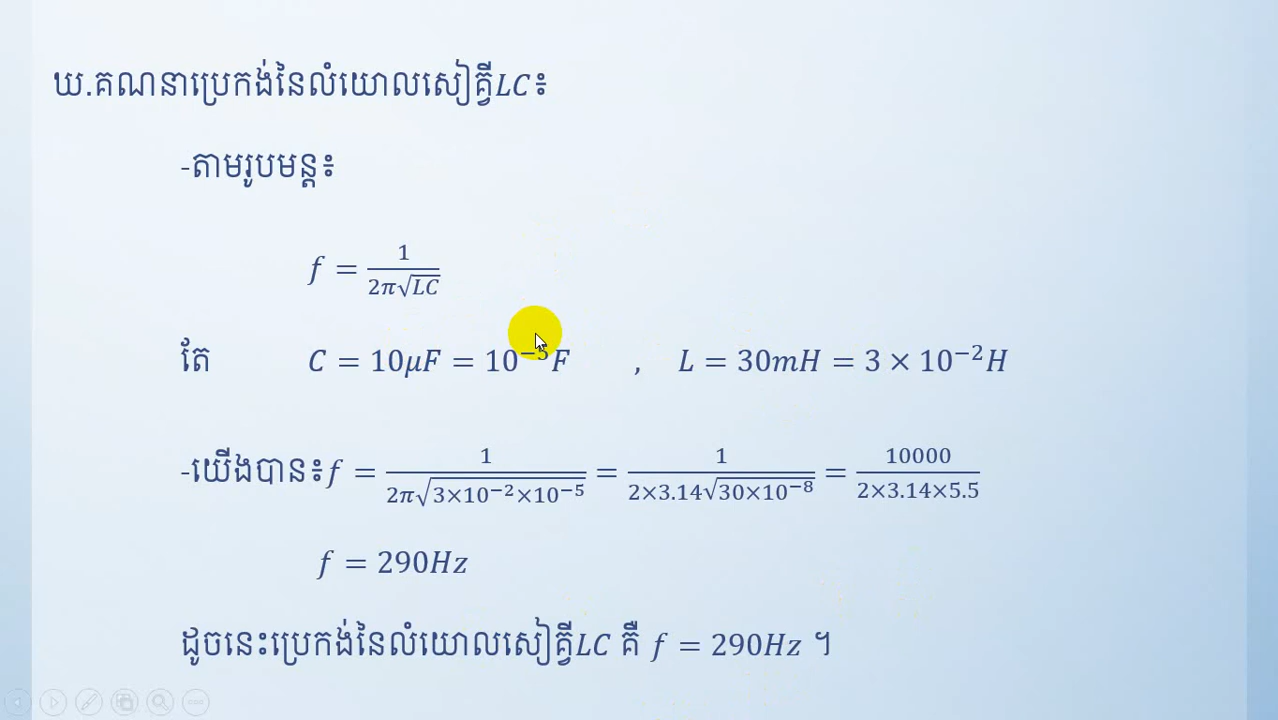 ឃ.គណនាប្រេកង់នៃលំយោលសៀគ្វីLC៖
-តាមរូបមន្ត៖
f = 1/(2π√LC)
តែ C = 10μF = 10⁻⁵F , L = 30mH = 3 × 10⁻²H
-យើងបាន៖ f = 1/(2π√(3×10⁻²×10⁻⁵)) = 1/(2×3.14√(30×10⁻⁸)) = 10000/(2×3.14×5.5)
f = 290Hz
ដូចនេះប្រេកង់នៃលំយោលសៀគ្វីLC គឺ f = 290Hz ។